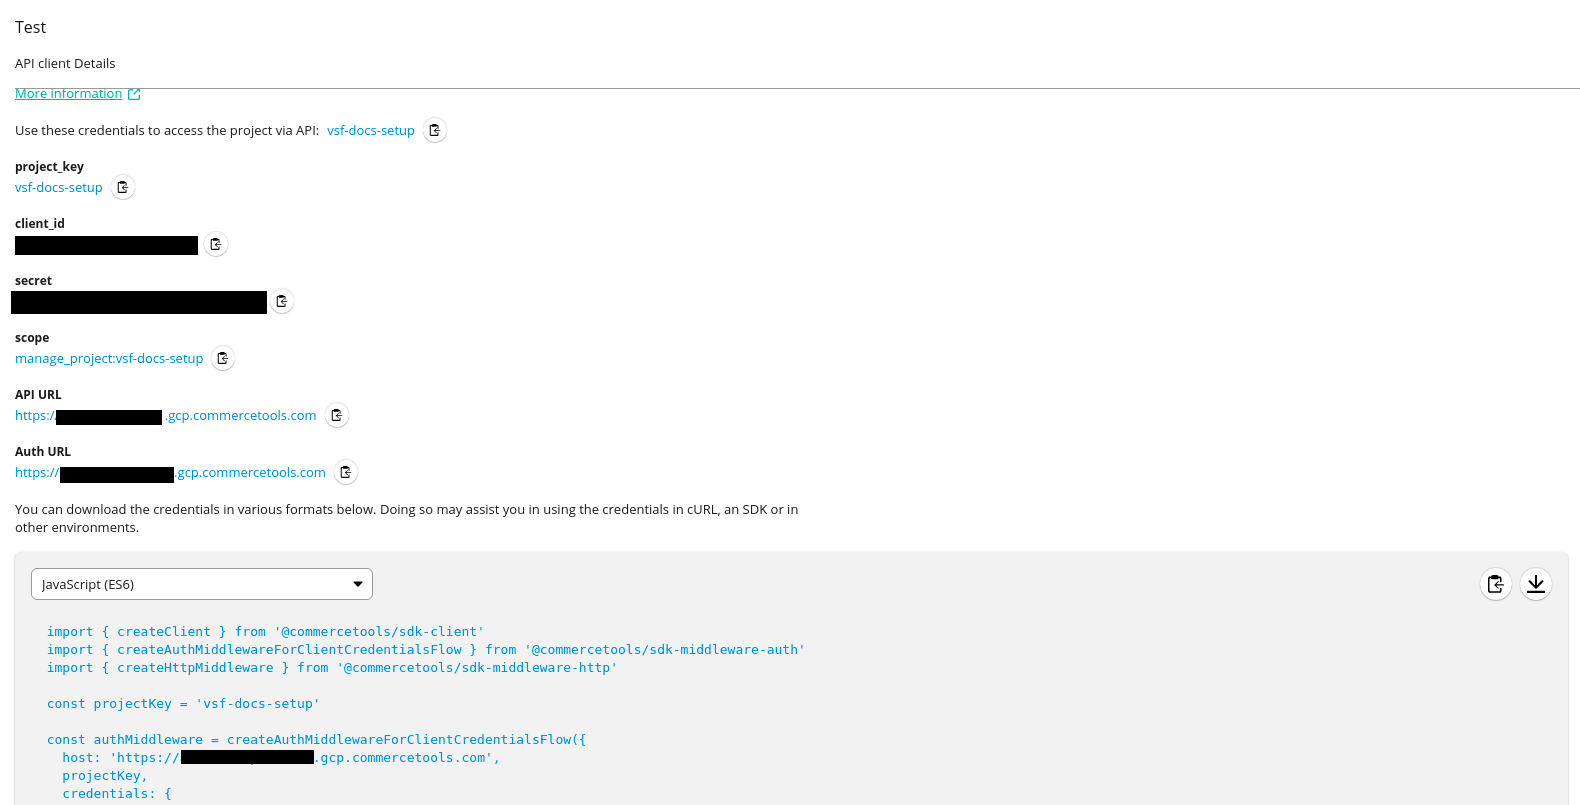 Test
API client Details
More information
Use these credentials to access the project via API: vsf-docs-setup
project_key
vsf-docs-setup
client_id
secret
scope
manage_project:vsf-docs-setup
API URL
https:/ .gcp.commercetools.com
Auth URL
https:// .gcp.commercetools.com
You can download the credentials in various formats below. Doing so may assist you in using the credentials in cURL, an SDK or in
other environments.
JavaScript (ES6)
import { createClient } from '@commercetools/sdk-client'
import { createAuthMiddlewareForClientCredentialsFlow } from '@commercetools/sdk-middleware-auth'
import { createHttpMiddleware } from '@commercetools/sdk-middleware-http'
const projectKey = 'vsf-docs-setup'
const authMiddleware = createAuthMiddlewareForClientCredentialsFlow({
host: 'https:// .gcp.commercetools.com',
projectKey,
credentials: {